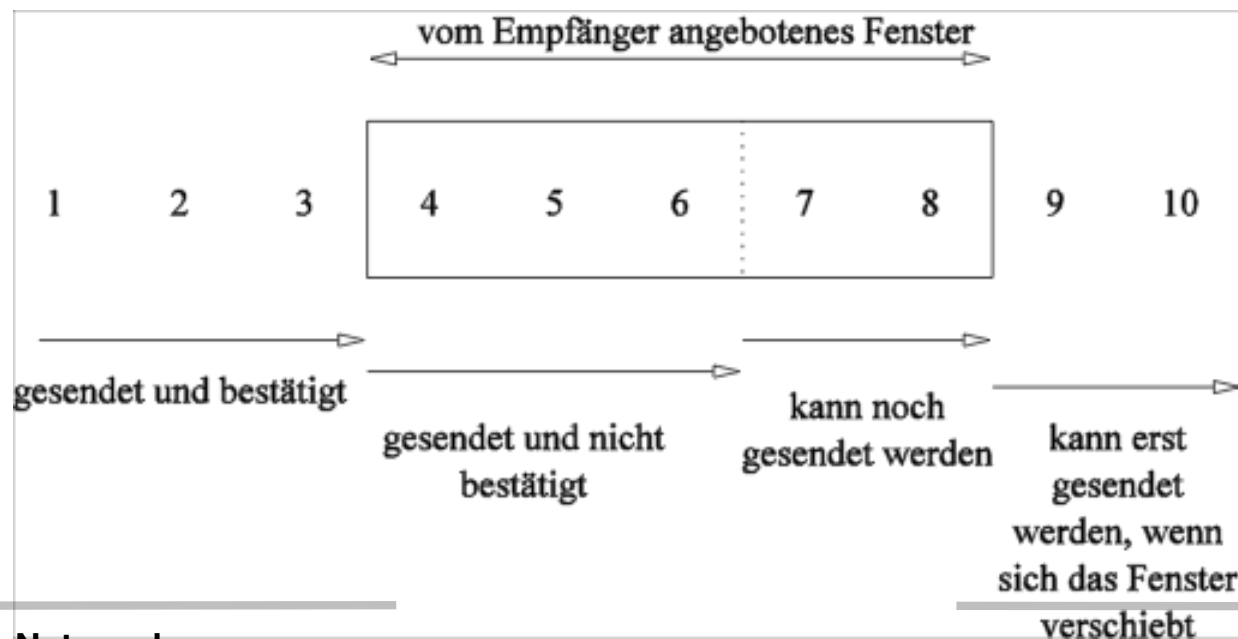 vom Empfänger angebotenes Fenster
1 2 3 4 5 6 7 8 9 10
gesendet und bestätigt
gesendet und nicht
bestätigt
kann noch
gesendet werden
kann erst
gesendet
werden, wenn
sich das Fenster
verschiebt